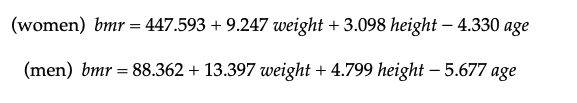 (women) bmr = 447.593 + 9.247 weight + 3.098 height – 4.330 age
(men) bmr = 88.362 + 13.397 weight + 4.799 height – 5.677 age